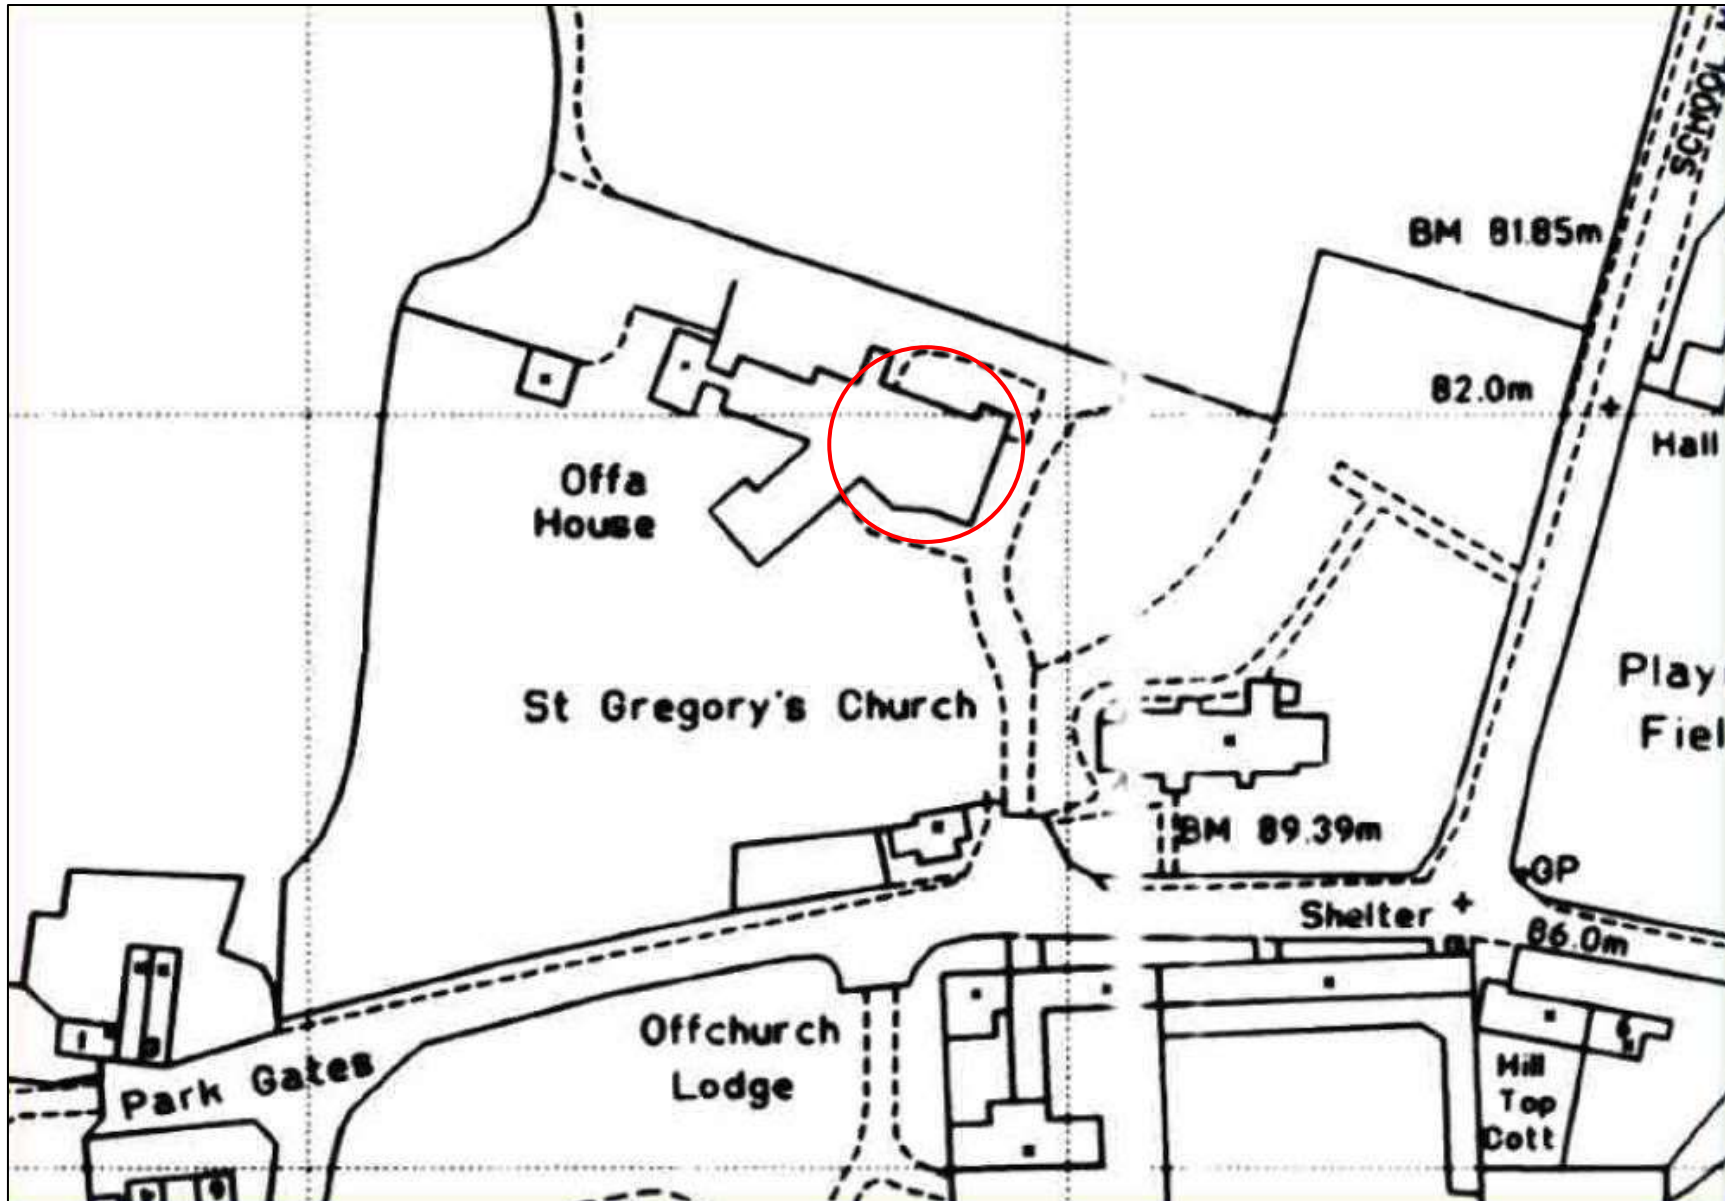 SCHOOL
BM 81.85m
82.0m
Hall
Offa
House
Play
Fiel
St Gregory's Church
BM 89.39m
GP
Shelter
86.0m
Offchurch
Lodge
Park Gates
Mill
Top
Cott
1